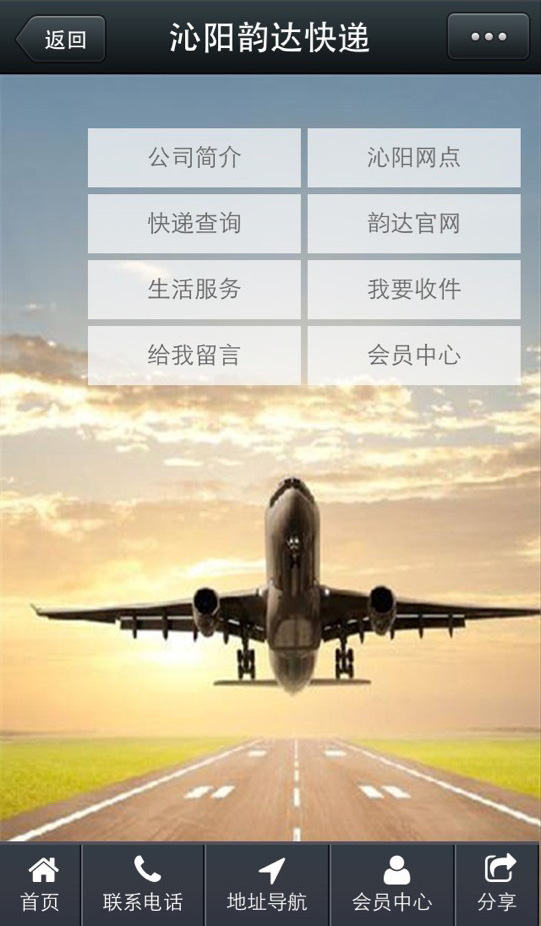 返回
沁阳韵达快递
公司简介
沁阳网点
快递查询
韵达官网
生活服务
我要收件
给我留言
会员中心
首页
联系电话
地址导航
会员中心
分享